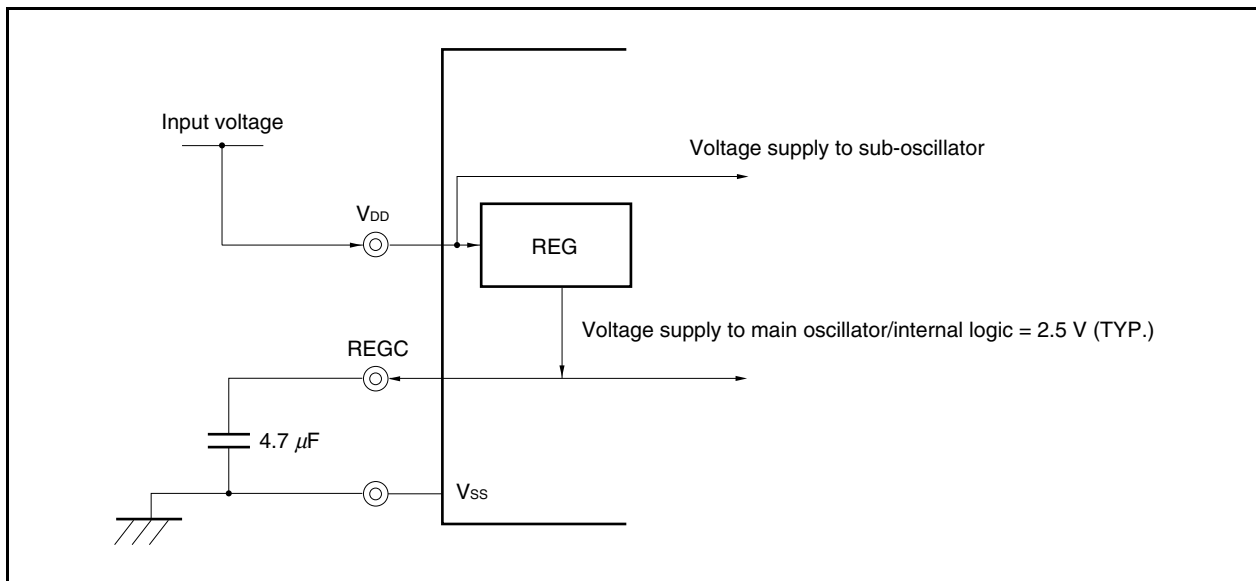 Input voltage
Voltage supply to sub-oscillator
VDD
REG
Voltage supply to main oscillator/internal logic = 2.5 V (TYP.)
REGC
4.7 μF
VSS